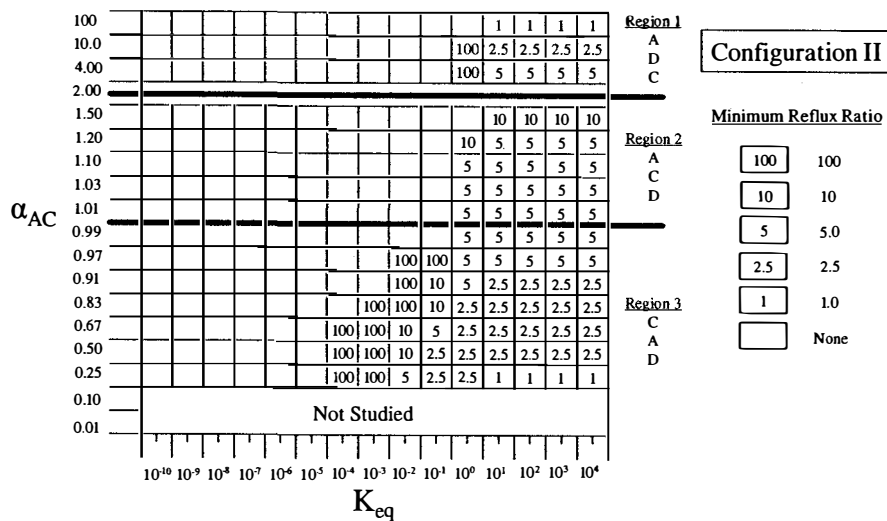 Configuration II
Minimum Reflux Ratio
100 100
10 10
5 5.0
2.5 2.5
1 1.0
None
Region 1
A
D
C
Region 2
A
C
D
Region 3
C
A
D
α_AC
100 1 1 1 1
10.0 100 2.5 2.5 2.5 2.5
4.00 100 5 5 5 5
2.00
1.50 10 10 10 10
1.20 10 5 5 5 5
1.10 5 5 5 5 5
1.03 5 5 5 5 5
1.01 5 5 5 5 5
0.99 5 5 5 5 5
0.97 100 100 5 5 5 5 5
0.91 100 10 5 2.5 2.5 2.5 2.5
0.83 100 100 10 2.5 2.5 2.5 2.5 2.5
0.67 100 100 10 5 2.5 2.5 2.5 2.5 2.5
0.50 100 100 10 2.5 2.5 2.5 2.5 2.5 2.5
0.25 100 100 5 2.5 2.5 1 1 1 1
0.10
Not Studied
0.01
10⁻¹⁰ 10⁻⁹ 10⁻⁸ 10⁻⁷ 10⁻⁶ 10⁻⁵ 10⁻⁴ 10⁻³ 10⁻² 10⁻¹ 10⁰ 10¹ 10² 10³ 10⁴
K_eq